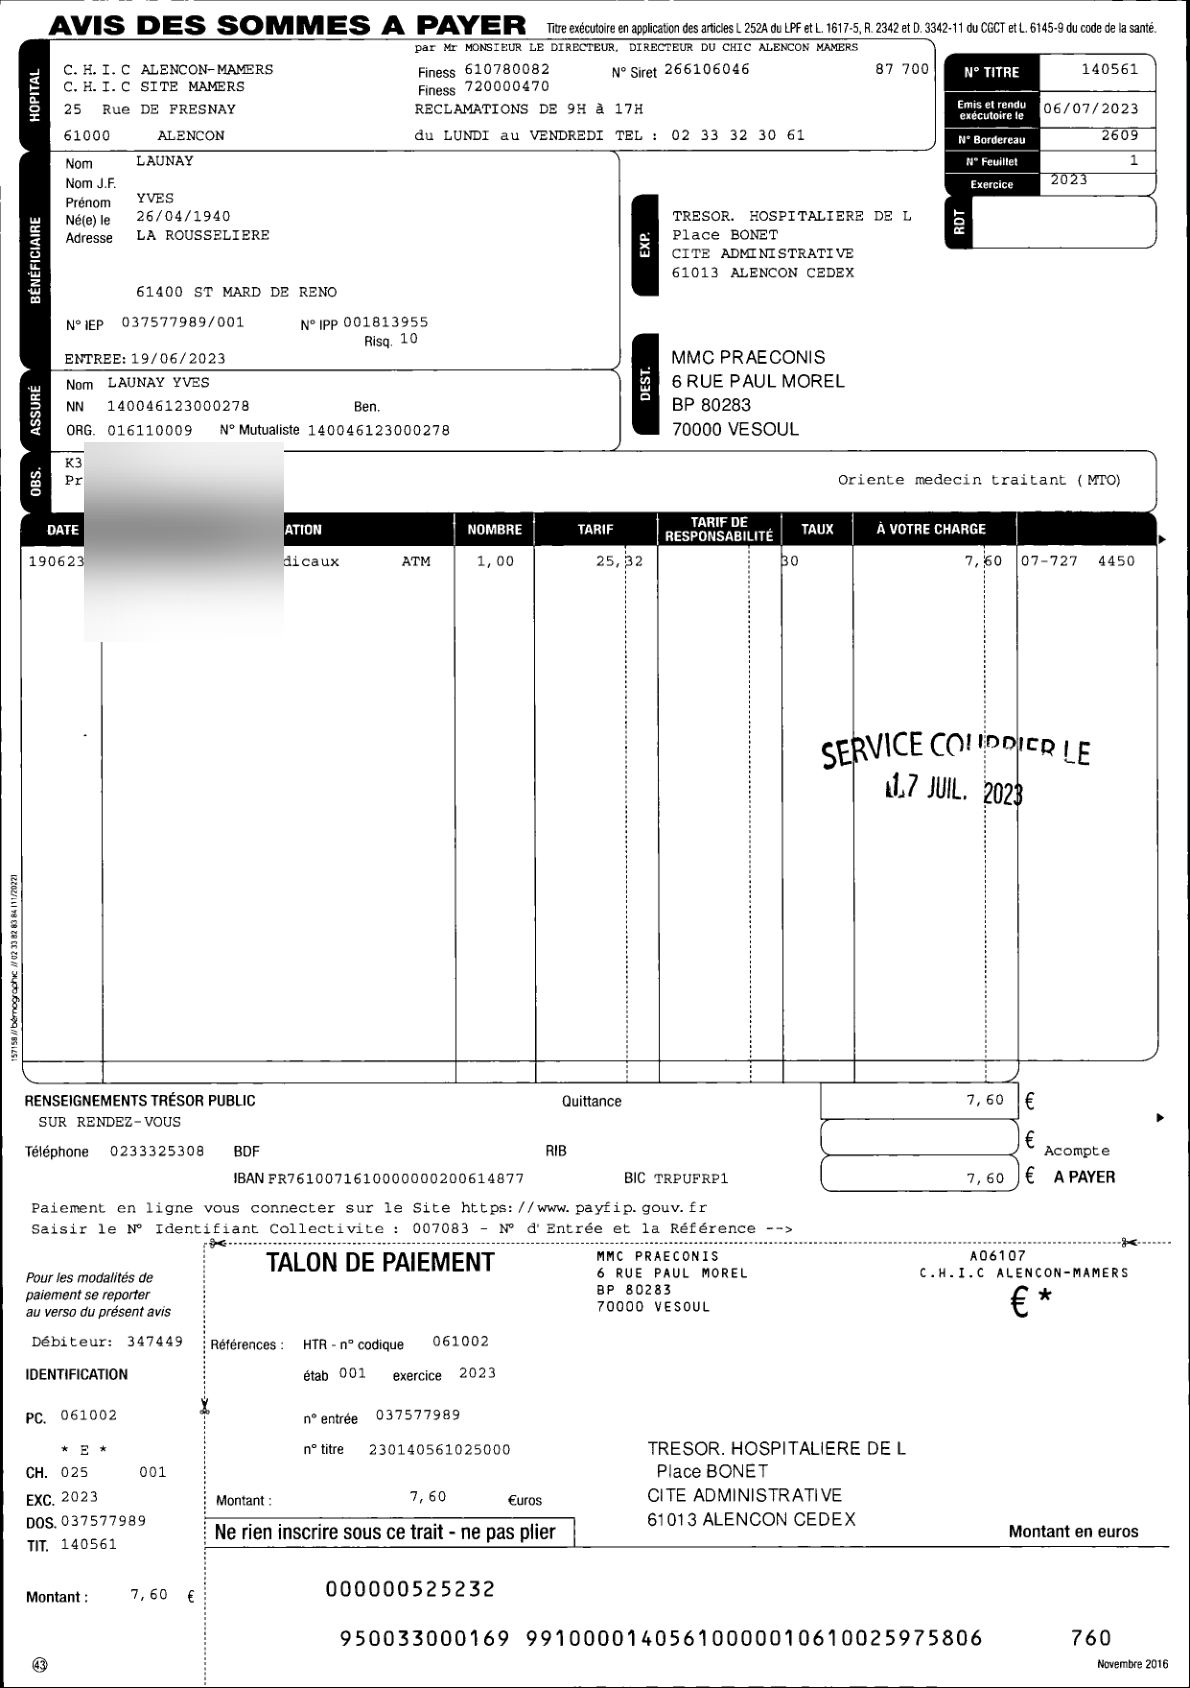 AVIS DES SOMMES A PAYER
Titre exécutoire en application des articles L 252A du LPF et L. 1617-5, R. 2342 et D. 3342-11 du CGCT et L. 6145-9 du code de la santé.
par Mr MONSIEUR LE DIRECTEUR, DIRECTEUR DU CHIC ALENCON MAMERS
HOPITAL
C.H.I.C ALENCON-MAMERS Finess 610780082 N° Siret 266106046 87 700
C.H.I.C SITE MAMERS Finess 720000470
25 Rue DE FRESNAY RECLAMATIONS DE 9H à 17H
61000 ALENCON du LUNDI au VENDREDI TEL : 02 33 32 30 61
N° TITRE 140561
Emis et rendu exécutoire le 06/07/2023
N° Bordereau 2609
N° Feuillet 1
Exercice 2023
RDT
BÉNÉFICIAIRE
Nom LAUNAY
Nom J.F.
Prénom YVES
Né(e) le 26/04/1940
Adresse LA ROUSSELIERE
61400 ST MARD DE RENO
N° IEP 037577989/001 N° IPP 001813955
Risq. 10
ENTREE: 19/06/2023
EXP.
TRESOR. HOSPITALIERE DE L
Place BONET
CITE ADMINISTRATIVE
61013 ALENCON CEDEX
DEST.
MMC PRAECONIS
6 RUE PAUL MOREL
BP 80283
70000 VESOUL
ASSURÉ
Nom LAUNAY YVES
NN 140046123000278 Ben.
ORG. 016110009 N° Mutualiste 140046123000278
OBS.
K3
Pr Oriente medecin traitant (MTO)
DATE ATION NOMBRE TARIF TARIF DE RESPONSABILITÉ TAUX À VOTRE CHARGE
190623 dicaux ATM 1,00 25,32 30 7,60 07-727 4450
SERVICE COURRIER LE
17 JUIL. 2023
157158 // bémographic // 02 33 82 83 84 (11/2022)
RENSEIGNEMENTS TRÉSOR PUBLIC Quittance 7,60 €
SUR RENDEZ-VOUS
Téléphone 0233325308 BDF RIB € Acompte
IBAN FR7610071610000000200614877 BIC TRPUFRP1 7,60 € A PAYER
Paiement en ligne vous connecter sur le Site https://www.payfip.gouv.fr
Saisir le N° Identifiant Collectivite : 007083 - N° d'Entrée et la Référence -->
TALON DE PAIEMENT
MMC PRAECONIS
6 RUE PAUL MOREL
BP 80283
70000 VESOUL
A06107
C.H.I.C ALENCON-MAMERS
€ *
Pour les modalités de
paiement se reporter
au verso du présent avis
Débiteur: 347449
IDENTIFICATION
PC. 061002
* E *
CH. 025 001
EXC. 2023
DOS. 037577989
TIT. 140561
Montant : 7,60 €
Références : HTR - n° codique 061002
étab 001 exercice 2023
n° entrée 037577989
n° titre 230140561025000
Montant : 7,60 €uros
TRESOR. HOSPITALIERE DE L
Place BONET
CITE ADMINISTRATIVE
61013 ALENCON CEDEX
Ne rien inscrire sous ce trait - ne pas plier
Montant en euros
000000525232
950033000169 99100001405610000010610025975806 760
43
Novembre 2016